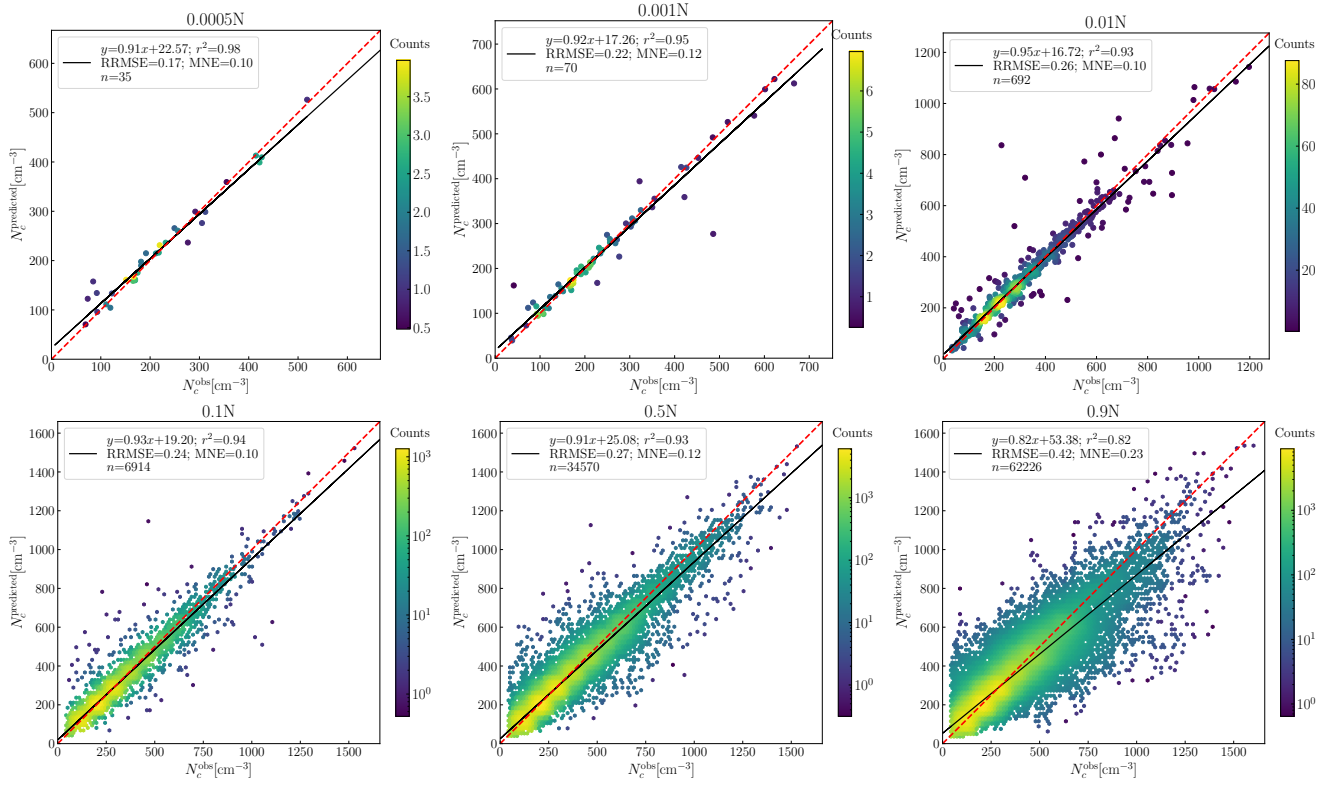 0.0005N
y=0.91x+22.57; r²=0.98
RRMSE=0.17; MNE=0.10
n=35
Counts
600
500
400
300
200
100
0
0 100 200 300 400 500 600
N_c^predicted[cm⁻³]
N_c^obs[cm⁻³]
3.5
3.0
2.5
2.0
1.5
1.0
0.5
0.001N
y=0.92x+17.26; r²=0.95
RRMSE=0.22; MNE=0.12
n=70
Counts
700
600
500
400
300
200
100
0
0 100 200 300 400 500 600 700
N_c^predicted[cm⁻³]
N_c^obs[cm⁻³]
6
5
4
3
2
1
0.01N
y=0.95x+16.72; r²=0.93
RRMSE=0.26; MNE=0.10
n=692
Counts
1200
1000
800
600
400
200
0
0 200 400 600 800 1000 1200
N_c^predicted[cm⁻³]
N_c^obs[cm⁻³]
80
60
40
20
0.1N
y=0.93x+19.20; r²=0.94
RRMSE=0.24; MNE=0.10
n=6914
Counts
1600
1400
1200
1000
800
600
400
200
0
0 250 500 750 1000 1250 1500
N_c^predicted[cm⁻³]
N_c^obs[cm⁻³]
10³
10²
10¹
10⁰
0.5N
y=0.91x+25.08; r²=0.93
RRMSE=0.27; MNE=0.12
n=34570
Counts
1600
1400
1200
1000
800
600
400
200
0
0 250 500 750 1000 1250 1500
N_c^predicted[cm⁻³]
N_c^obs[cm⁻³]
10³
10²
10¹
10⁰
0.9N
y=0.82x+53.38; r²=0.82
RRMSE=0.42; MNE=0.23
n=62226
Counts
1600
1400
1200
1000
800
600
400
200
0
0 250 500 750 1000 1250 1500
N_c^predicted[cm⁻³]
N_c^obs[cm⁻³]
10³
10²
10¹
10⁰